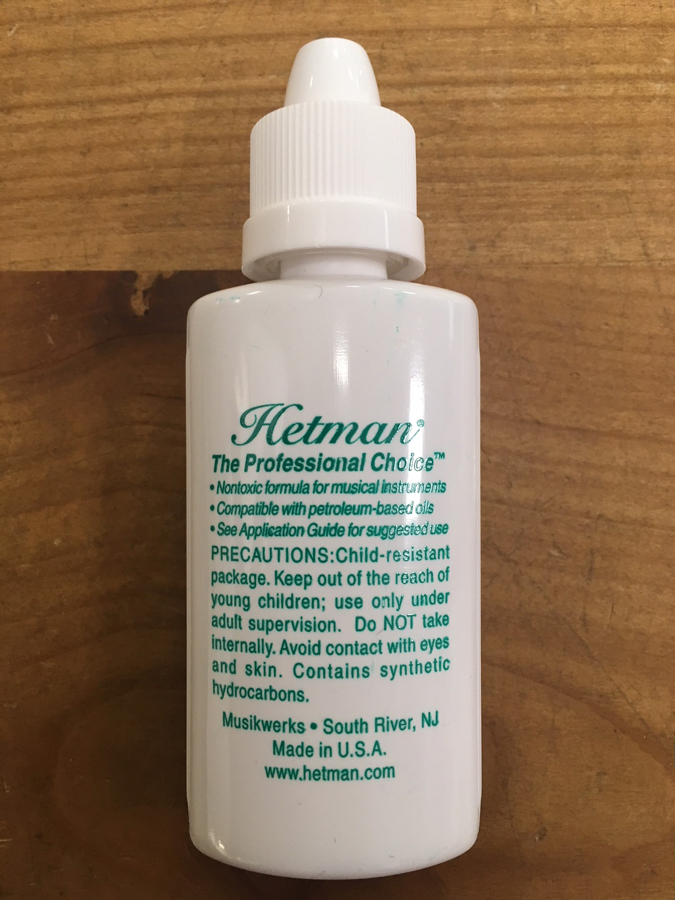 Hetman®
The Professional Choice™
• Nontoxic formula for musical instruments
• Compatible with petroleum-based oils
• See Application Guide for suggested use
PRECAUTIONS:Child-resistant
package. Keep out of the reach of
young children; use only under
adult supervision. Do NOT take
internally. Avoid contact with eyes
and skin. Contains synthetic
hydrocarbons.
Musikwerks • South River, NJ
Made in U.S.A.
www.hetman.com